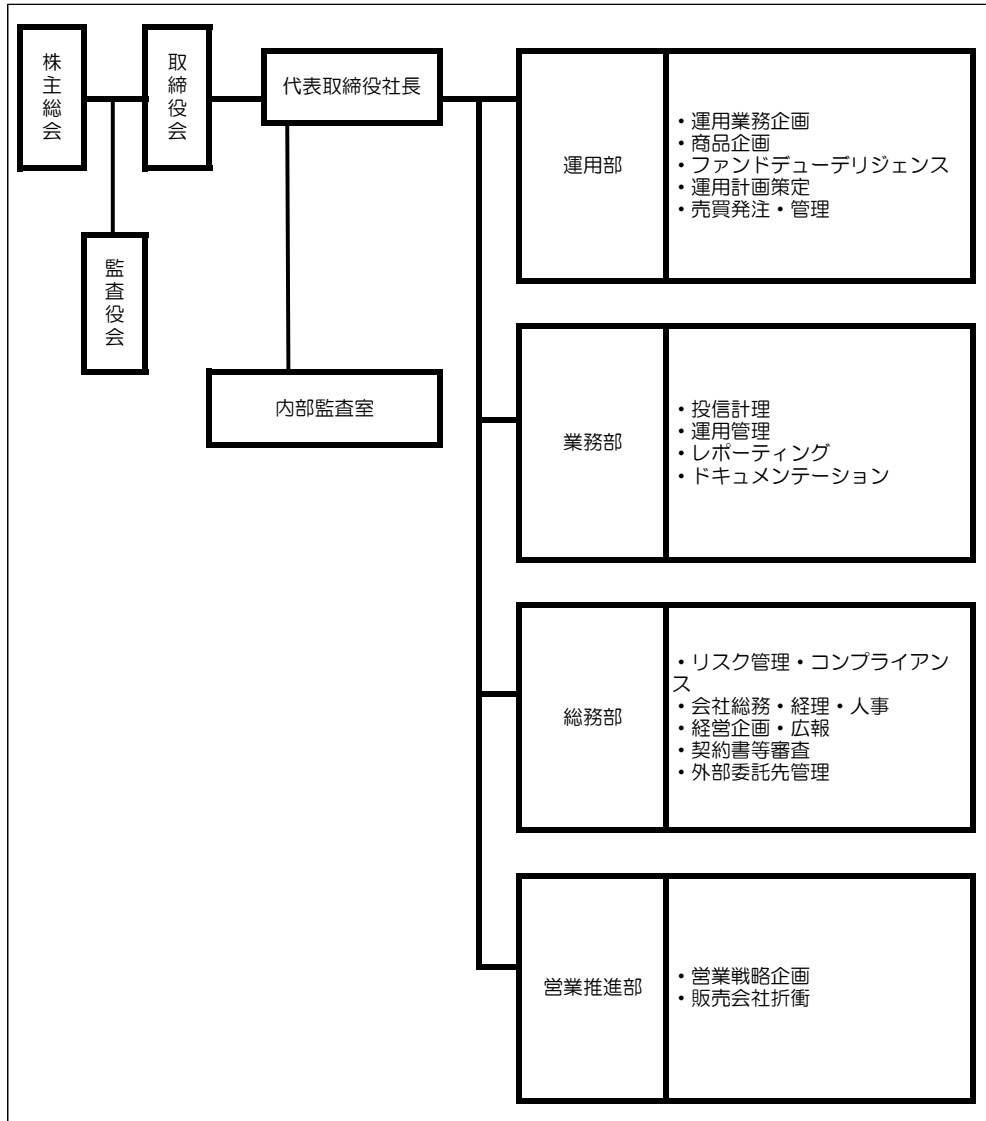 株主総会
取締役会
代表取締役社長
監査役会
内部監査室
運用部
・運用業務企画
・商品企画
・ファンドデューデリジェンス
・運用計画策定
・売買発注・管理
業務部
・投信計理
・運用管理
・レポーティング
・ドキュメンテーション
総務部
・リスク管理・コンプライアン
ス
・会社総務・経理・人事
・経営企画・広報
・契約書等審査
・外部委託先管理
営業推進部
・営業戦略企画
・販売会社折衝